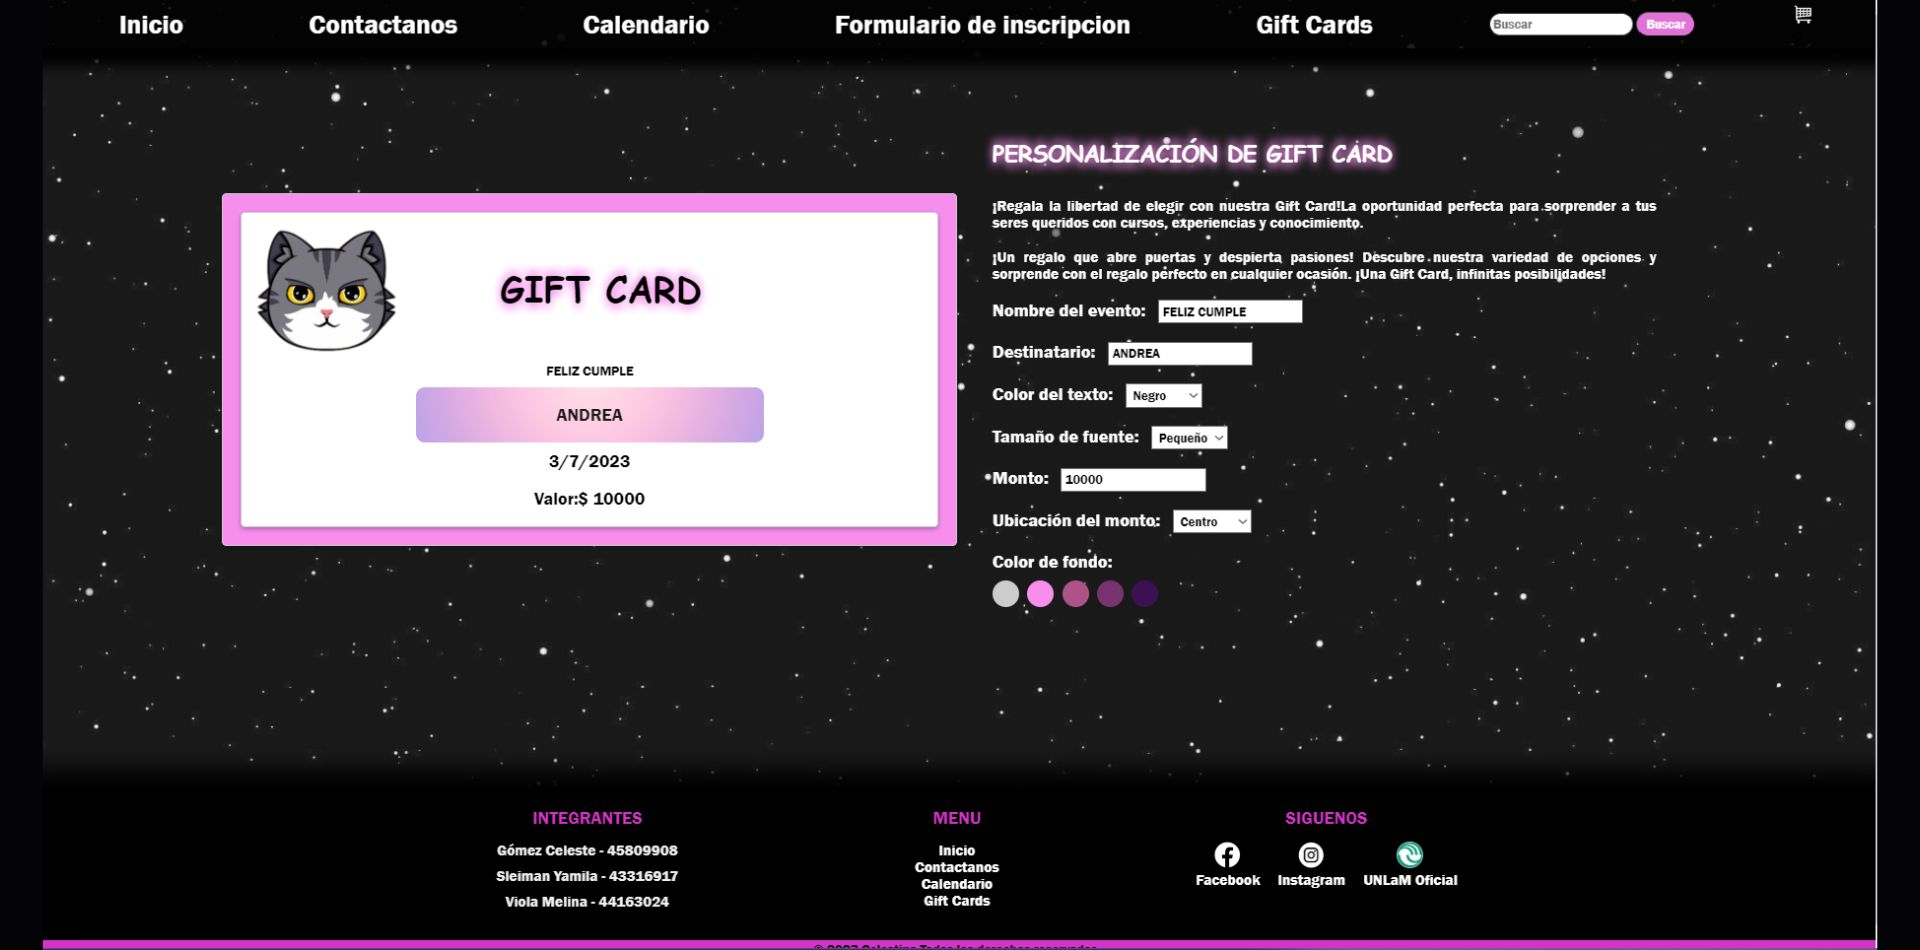 Inicio
Contactanos
Calendario
Formulario de inscripcion
Gift Cards
Buscar
Buscar
GIFT CARD
FELIZ CUMPLE
ANDREA
3/7/2023
Valor:$ 10000
PERSONALIZACIÓN DE GIFT CARD
¡Regala la libertad de elegir con nuestra Gift Card!La oportunidad perfecta para sorprender a tus
seres queridos con cursos, experiencias y conocimiento.
¡Un regalo que abre puertas y despierta pasiones! Descubre nuestra variedad de opciones y
sorprende con el regalo perfecto en cualquier ocasión. ¡Una Gift Card, infinitas posibilidades!
Nombre del evento: FELIZ CUMPLE
Destinatario: ANDREA
Color del texto: Negro
Tamaño de fuente: Pequeño
Monto: 10000
Ubicación del monto: Centro
Color de fondo:
INTEGRANTES
Gómez Celeste - 45809908
Sleiman Yamila - 43316917
Viola Melina - 44163024
MENU
Inicio
Contactanos
Calendario
Gift Cards
SIGUENOS
Facebook
Instagram
UNLaM Oficial